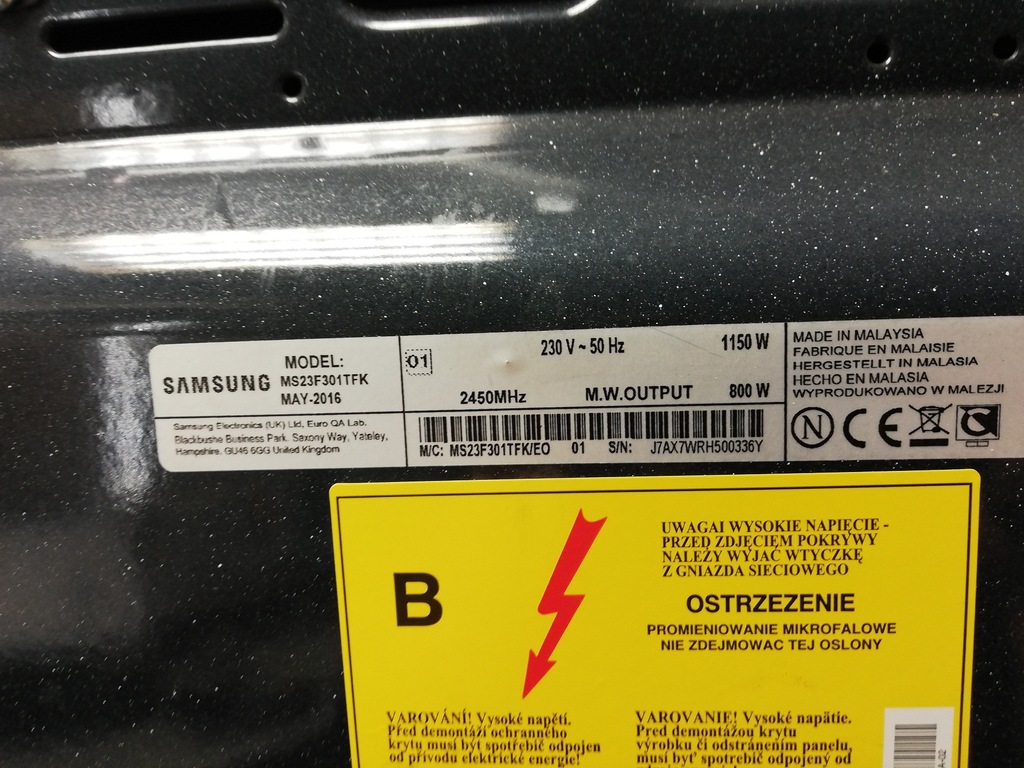 SAMSUNG
MODEL:
MS23F301TFK
MAY-2016
01
230 V ~ 50 Hz
1150 W
2450MHz
M.W.OUTPUT
800 W
MADE IN MALAYSIA
FABRIQUE EN MALAISIE
HERGESTELLT IN MALASIA
HECHO EN MALASIA
WYPRODUKOWANO W MALEZJI
Samsung Electronics (UK) Ltd, Euro QA Lab.
Blackbushe Business Park. Saxony Way, Yateley,
Hampshire. GU46 6GG United Kingdom
M/C: MS23F301TFK/EO 01 S/N: J7AX7WRH500336Y
N CE
B
UWAGAI WYSOKIE NAPIĘCIE -
PRZED ZDJĘCIEM POKRYWY
NALEŻY WYJAĆ WTYCZKĘ
Z GNIAZDA SIECIOWEGO
OSTRZEZENIE
PROMIENIOWANIE MIKROFALOWE
NIE ZDEJMOWAC TEJ OSLONY
VAROVÁNÍ! Vysoké napětí.
Před demontáží ochranného
krytu musí být spotřebič odpojen
od přívodu elektrické energie!
VAROVANIE! Vysoké napätie.
Pred demontážou krytu
výrobku či odstránením panelu,
musí byť spotrebič odpojený od